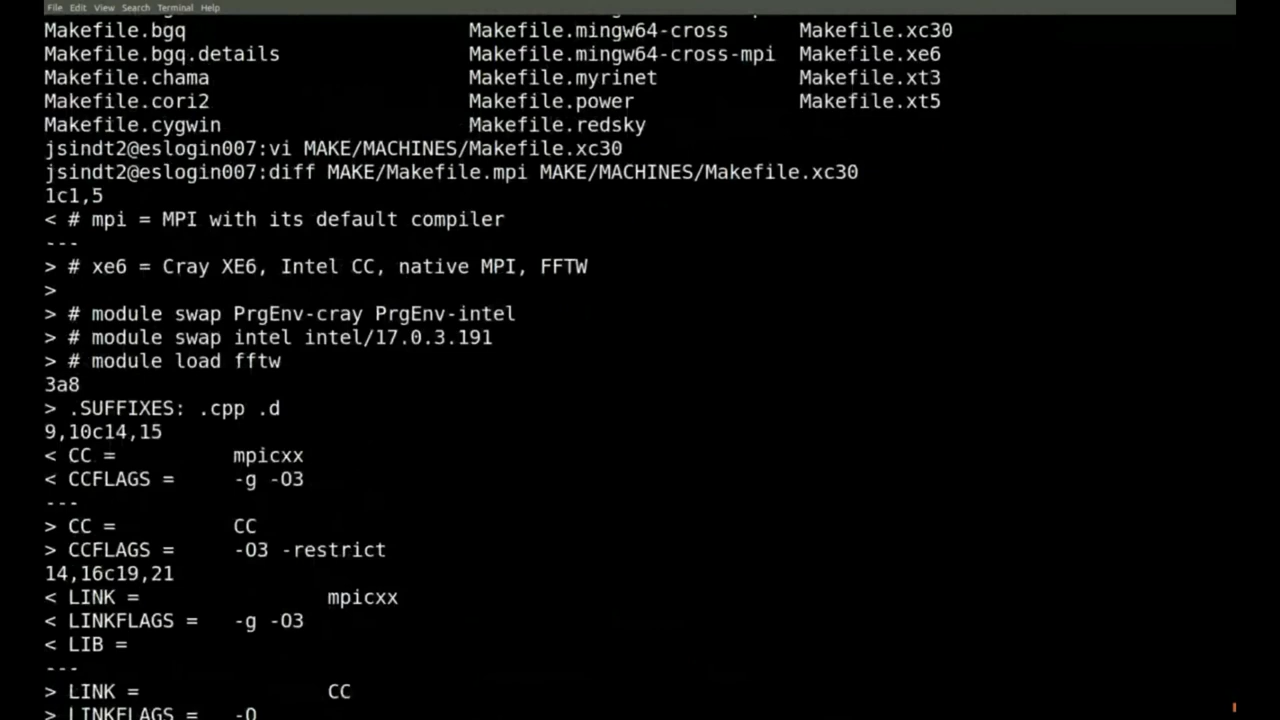 File Edit View Search Terminal Help
Makefile.bgq Makefile.mingw64-cross Makefile.xc30
Makefile.bgq.details Makefile.mingw64-cross-mpi Makefile.xe6
Makefile.chama Makefile.myrinet Makefile.xt3
Makefile.cori2 Makefile.power Makefile.xt5
Makefile.cygwin Makefile.redsky
jsindt2@eslogin007:vi MAKE/MACHINES/Makefile.xc30
jsindt2@eslogin007:diff MAKE/Makefile.mpi MAKE/MACHINES/Makefile.xc30
1c1,5
< # mpi = MPI with its default compiler
---
> # xe6 = Cray XE6, Intel CC, native MPI, FFTW
>
> # module swap PrgEnv-cray PrgEnv-intel
> # module swap intel intel/17.0.3.191
> # module load fftw
3a8
> .SUFFIXES: .cpp .d
9,10c14,15
< CC = mpicxx
< CCFLAGS = -g -O3
---
> CC = CC
> CCFLAGS = -O3 -restrict
14,16c19,21
< LINK = mpicxx
< LINKFLAGS = -g -O3
< LIB =
---
> LINK = CC
> LINKFLAGS = -O